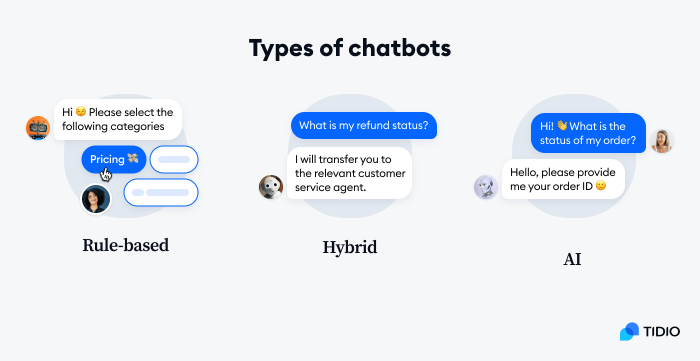 Types of chatbots
Hi 😏 Please select the
following categories
Pricing 💸
Rule-based
What is my refund status?
I will transfer you to
the relevant customer
service agent.
Hybrid
Hi! 👋 What is the
status of my order?
Hello, please provide
me your order ID 🙂
AI
TIDIO